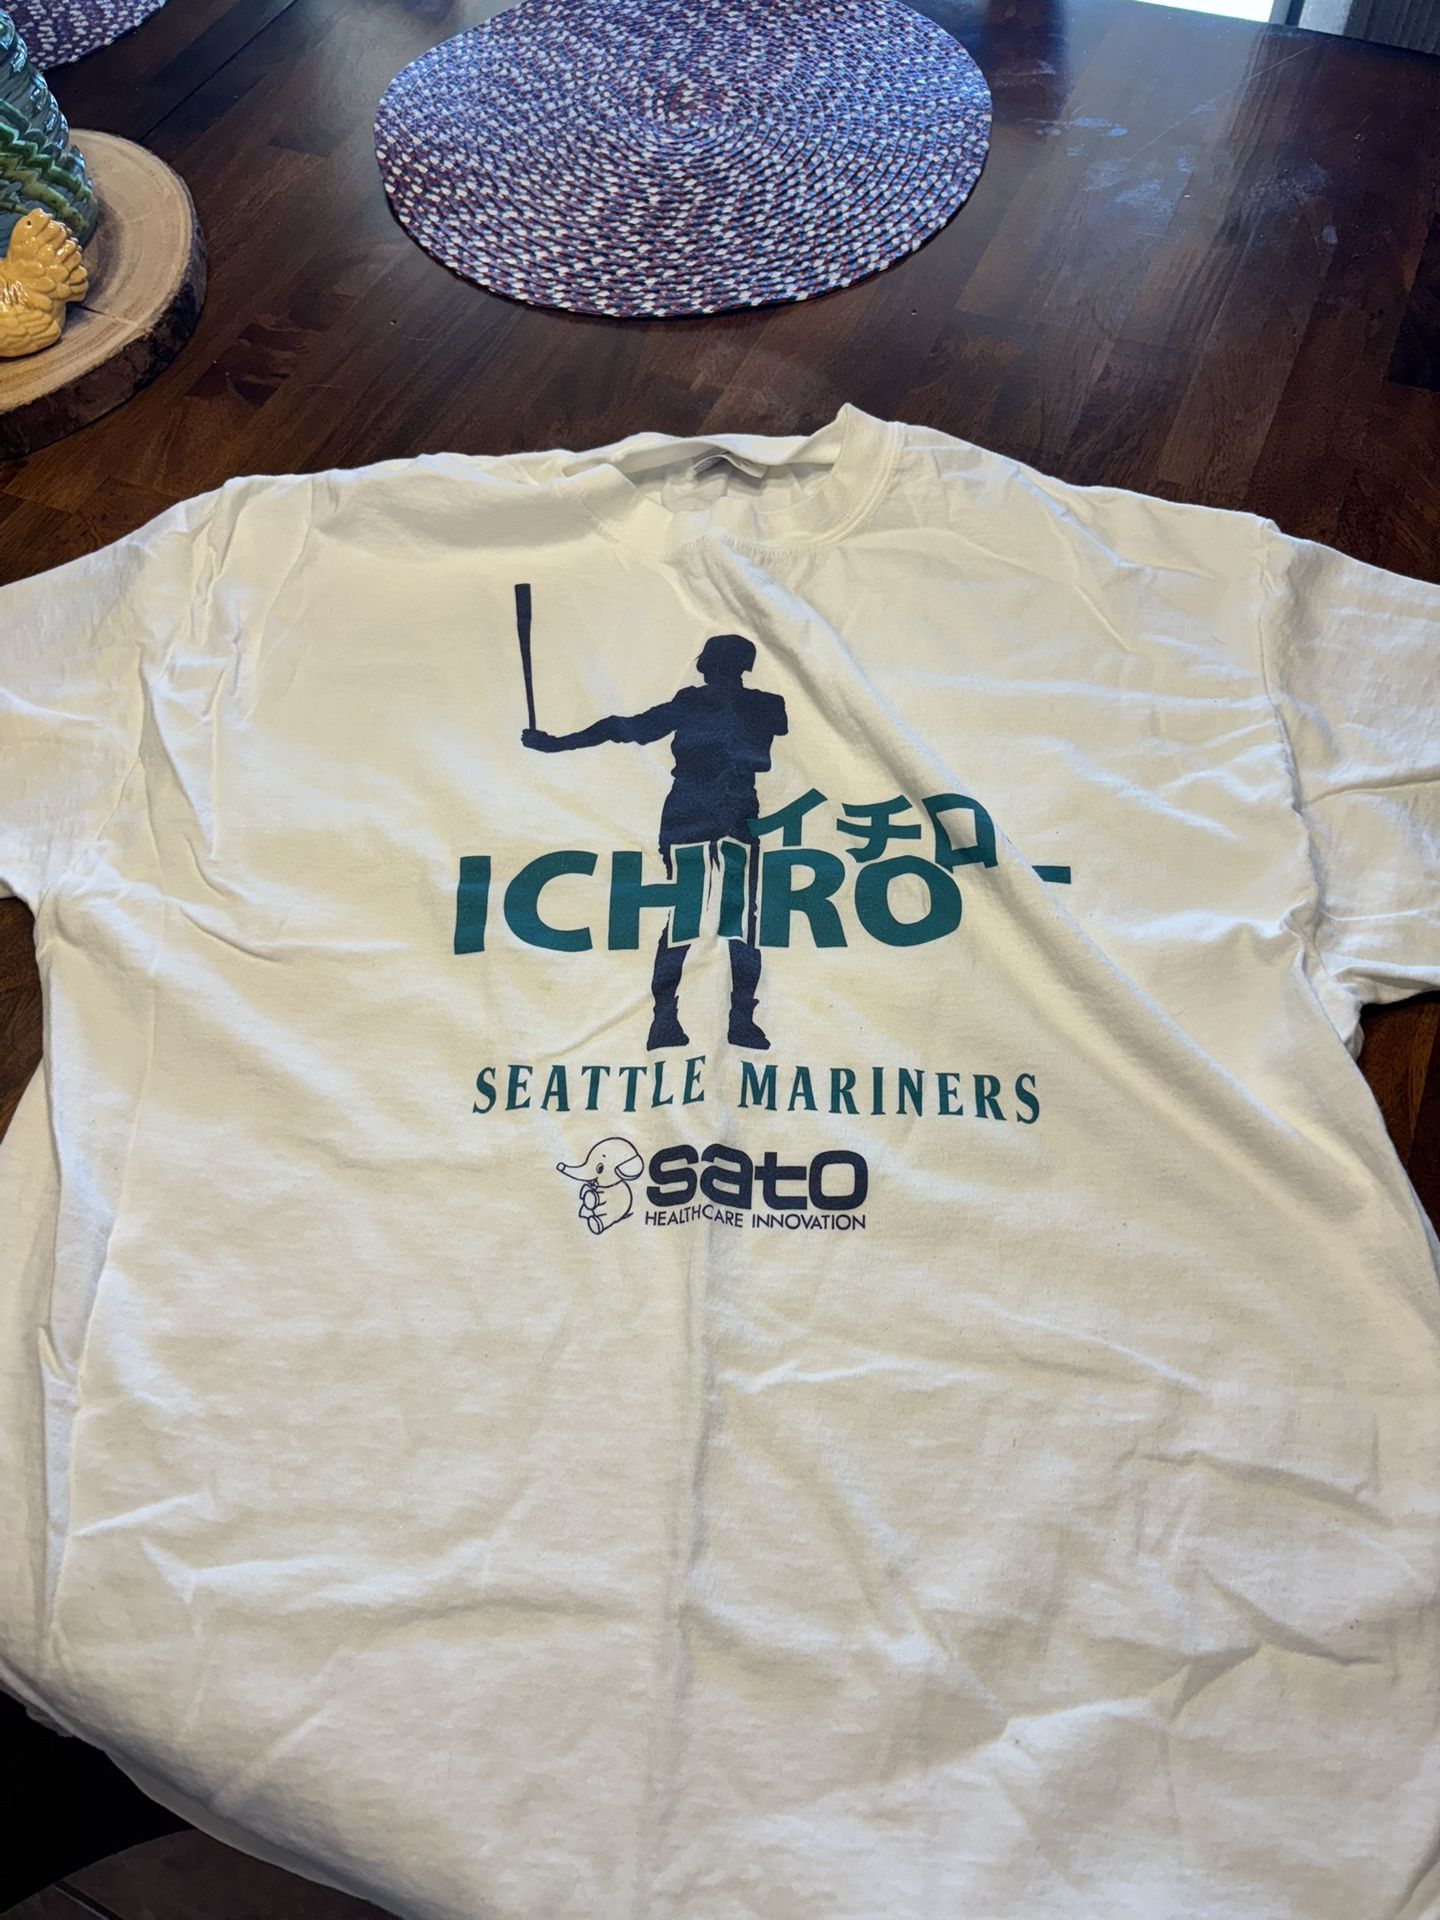 イチロー
ICHIRO
SEATTLE MARINERS
sato
HEALTHCARE INNOVATION